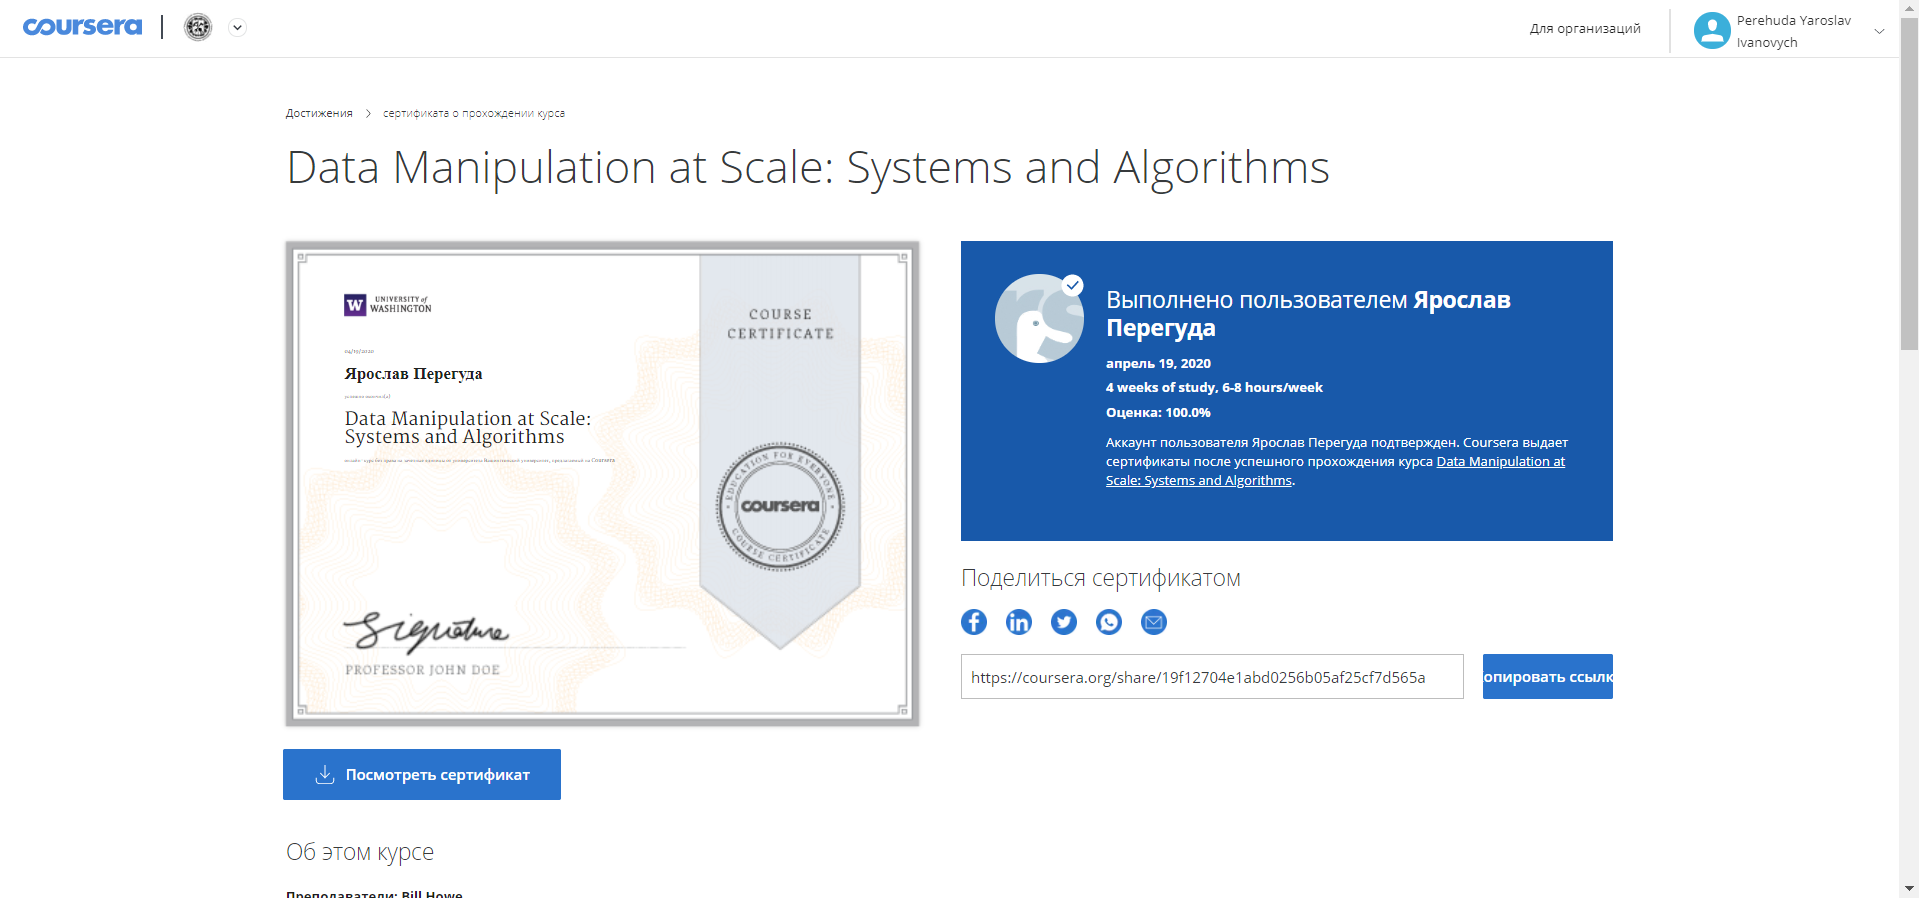 coursera
Для организаций
Perehuda Yaroslav
Ivanovych
Достижения
сертификата о прохождении курса
Data Manipulation at Scale: Systems and Algorithms
W
UNIVERSITY of
WASHINGTON
04/19/2020
Ярослав Перегуда
Data Manipulation at Scale:
Systems and Algorithms
COURSE
CERTIFICATE
EDUCATION FOR EVERYONE
coursera
COURSE CERTIFICATE
Signature
PROFESSOR JOHN DOE
Выполнено пользователем Ярослав
Перегуда
апрель 19, 2020
4 weeks of study, 6-8 hours/week
Оценка: 100.0%
Аккаунт пользователя Ярослав Перегуда подтвержден. Coursera выдает
сертификаты после успешного прохождения курса Data Manipulation at
Scale: Systems and Algorithms.
Поделиться сертификатом
https://coursera.org/share/19f12704e1abd0256b05af25cf7d565a
опировать ссылк
Посмотреть сертификат
Об этом курсе
Преподаватели: Bill Howe